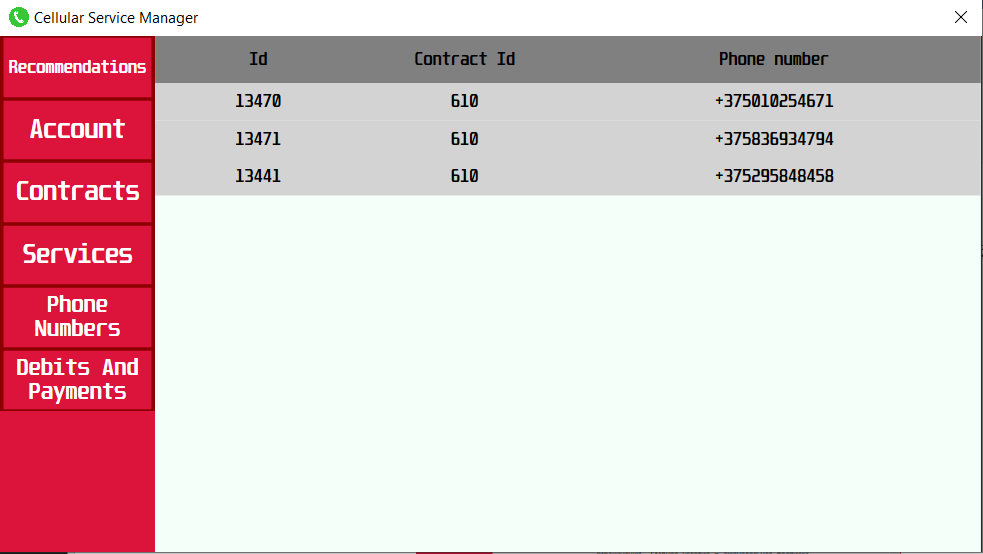 Cellular Service Manager
Recommendations
Account
Contracts
Services
Phone
Numbers
Debits And
Payments
Id Contract Id Phone number
13470 610 +375010254671
13471 610 +375836934794
13441 610 +375295848458